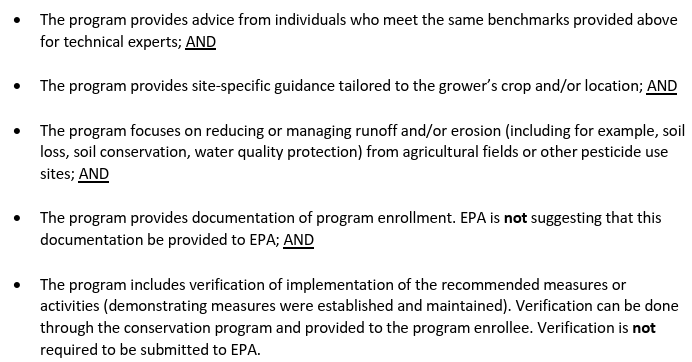 • The program provides advice from individuals who meet the same benchmarks provided above
for technical experts; AND
• The program provides site-specific guidance tailored to the grower’s crop and/or location; AND
• The program focuses on reducing or managing runoff and/or erosion (including for example, soil
loss, soil conservation, water quality protection) from agricultural fields or other pesticide use
sites; AND
• The program provides documentation of program enrollment. EPA is not suggesting that this
documentation be provided to EPA; AND
• The program includes verification of implementation of the recommended measures or
activities (demonstrating measures were established and maintained). Verification can be done
through the conservation program and provided to the program enrollee. Verification is not
required to be submitted to EPA.